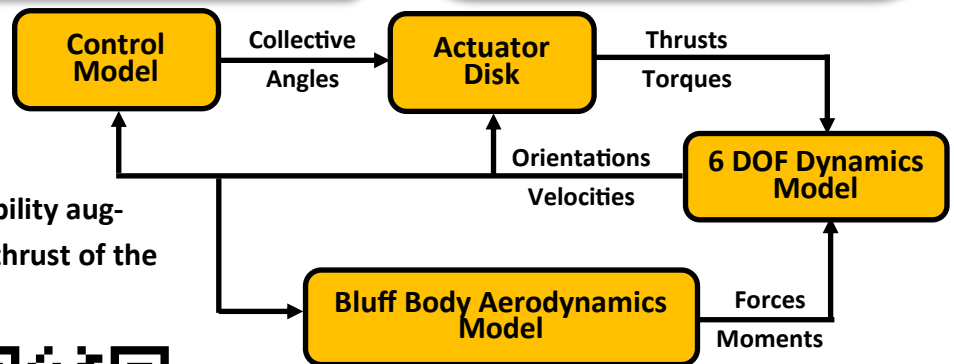 Control
Model
Collective
Angles
Actuator
Disk
Thrusts
Torques
Orientations
Velocities
6 DOF Dynamics
Model
bility aug-
thrust of the
Bluff Body Aerodynamics
Model
Forces
Moments